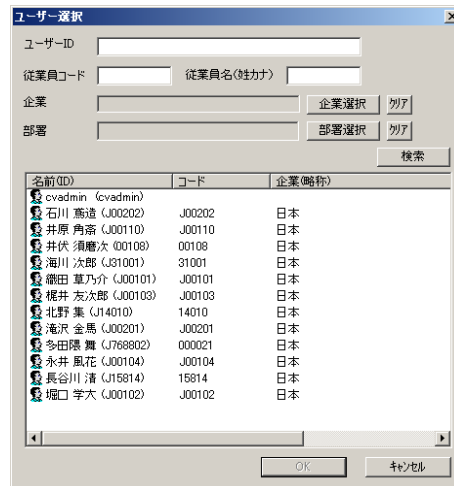 ユーザー選択
ユーザーID
従業員コード 従業員名(姓カナ)
企業 企業選択 クリア
部署 部署選択 クリア
検索
名前(ID) コード 企業(略称)
cvadmin (cvadmin)
石川 蔦造 (J00202) J00202 日本
井原 角斎 (J00110) J00110 日本
井伏 須磨次 (00108) 00108 日本
海川 次郎 (J31001) 31001 日本
織田 草乃介 (J00101) J00101 日本
梶井 友次郎 (J00103) J00103 日本
北野 集 (J14010) 14010 日本
滝沢 金馬 (J00201) J00201 日本
多田隈 舞 (J768802) 000021 日本
永井 風花 (J00104) J00104 日本
長谷川 清 (J15814) 15814 日本
堀口 学大 (J00102) J00102 日本
OK キャンセル